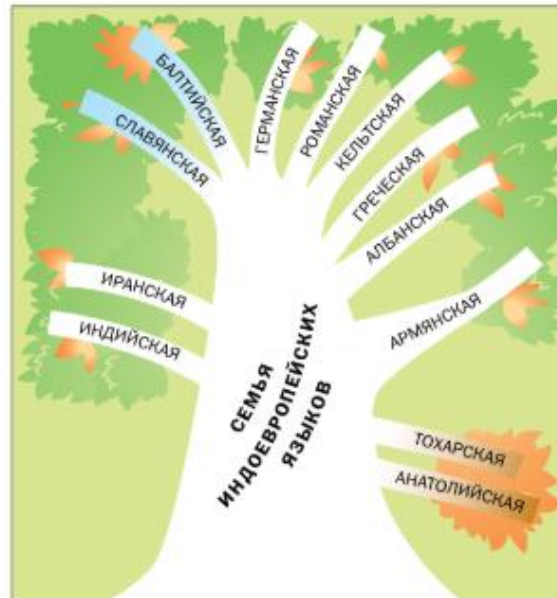 БАЛТИЙСКАЯ
СЛАВЯНСКАЯ
ГЕРМАНСКАЯ
РОМАНСКАЯ
КЕЛЬТСКАЯ
ГРЕЧЕСКАЯ
АЛБАНСКАЯ
ИРАНСКАЯ
ИНДИЙСКАЯ
АРМЯНСКАЯ
СЕМЬЯ
ИНДОЕВРОПЕЙСКИХ
ЯЗЫКОВ
ТОХАРСКАЯ
АНАТОЛИЙСКАЯ